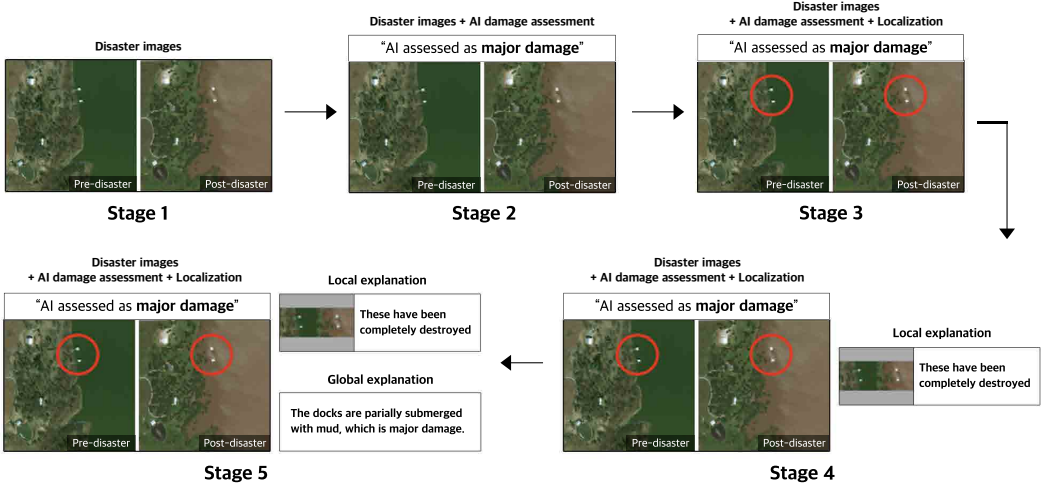 Disaster images
Pre-disaster
Post-disaster
Stage 1
Disaster images + AI damage assessment
“AI assessed as major damage”
Pre-disaster
Post-disaster
Stage 2
Disaster images
+ AI damage assessment + Localization
“AI assessed as major damage”
Pre-disaster
Post-disaster
Stage 3
Disaster images
+ AI damage assessment + Localization
“AI assessed as major damage”
Pre-disaster
Post-disaster
Stage 4
Local explanation
These have been
completely destroyed
Disaster images
+ AI damage assessment + Localization
“AI assessed as major damage”
Pre-disaster
Post-disaster
Stage 5
Local explanation
These have been
completely destroyed
Global explanation
The docks are parially submerged
with mud, which is major damage.